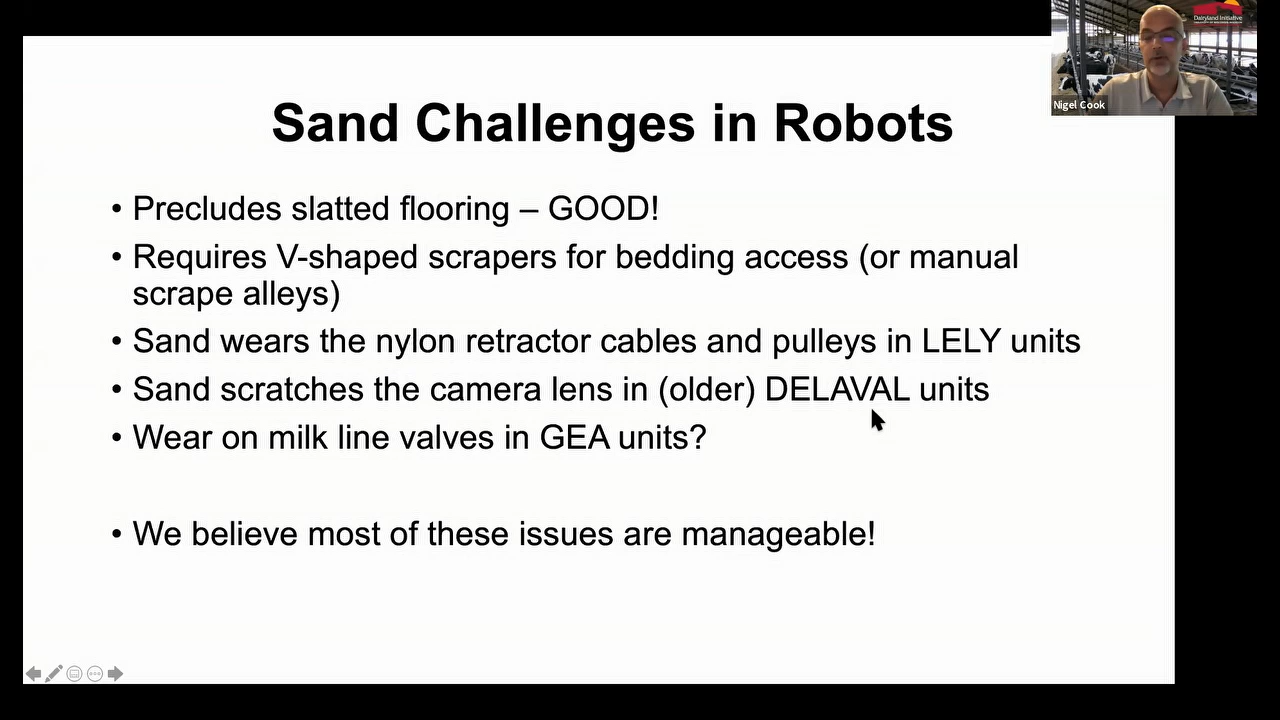 Dairyland Initiative
Nigel Cook
Sand Challenges in Robots
• Precludes slatted flooring – GOOD!
• Requires V-shaped scrapers for bedding access (or manual
scrape alleys)
• Sand wears the nylon retractor cables and pulleys in LELY units
• Sand scratches the camera lens in (older) DELAVAL units
• Wear on milk line valves in GEA units?
• We believe most of these issues are manageable!